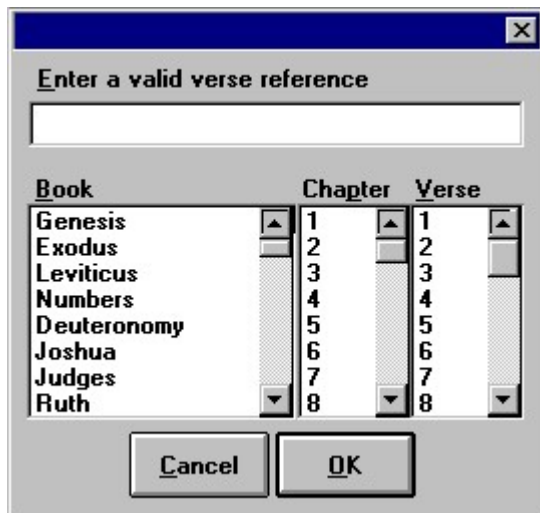 Enter a valid verse reference
Book Chapter Verse
Genesis 1 1
Exodus 2 2
Leviticus 3 3
Numbers 4 4
Deuteronomy 5 5
Joshua 6 6
Judges 7 7
Ruth 8 8
Cancel OK